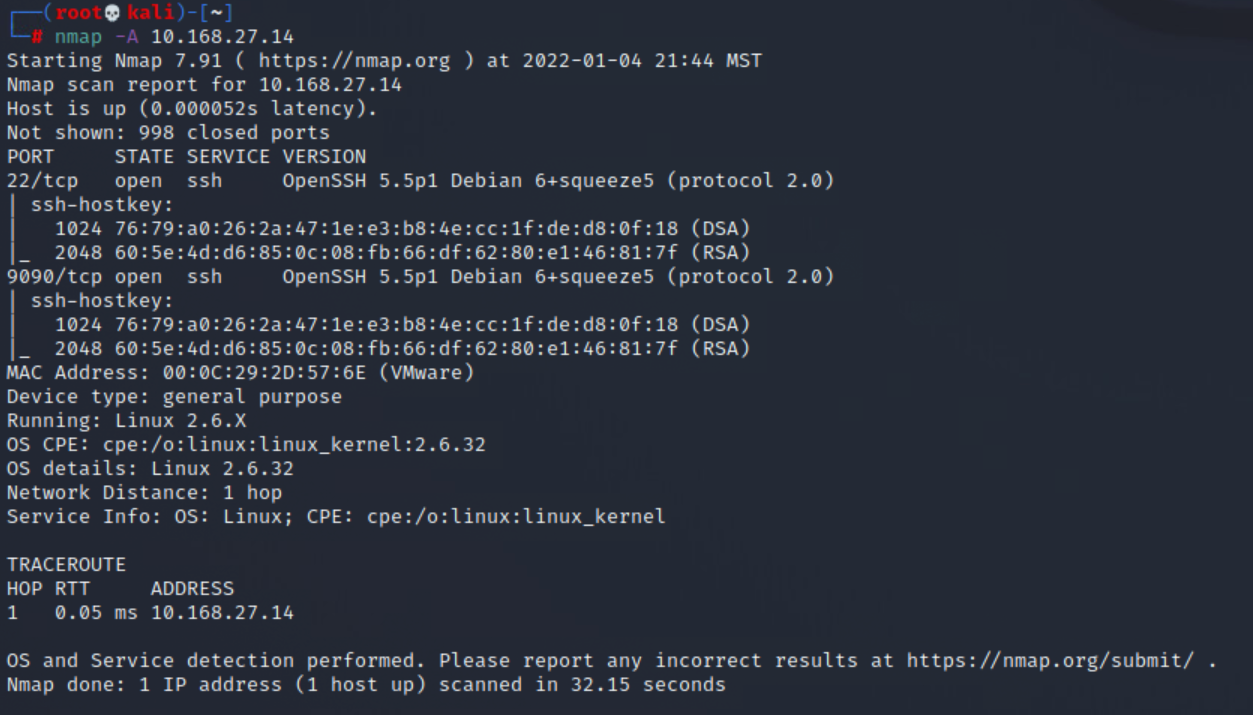 ┌──(root💀kali)-[~]
└─# nmap -A 10.168.27.14
Starting Nmap 7.91 ( https://nmap.org ) at 2022-01-04 21:44 MST
Nmap scan report for 10.168.27.14
Host is up (0.000052s latency).
Not shown: 998 closed ports
PORT     STATE SERVICE VERSION
22/tcp   open  ssh     OpenSSH 5.5p1 Debian 6+squeeze5 (protocol 2.0)
| ssh-hostkey:
|   1024 76:79:a0:26:2a:47:1e:e3:b8:4e:cc:1f:de:d8:0f:18 (DSA)
|_  2048 60:5e:4d:d6:85:0c:08:fb:66:df:62:80:e1:46:81:7f (RSA)
9090/tcp open  ssh     OpenSSH 5.5p1 Debian 6+squeeze5 (protocol 2.0)
| ssh-hostkey:
|   1024 76:79:a0:26:2a:47:1e:e3:b8:4e:cc:1f:de:d8:0f:18 (DSA)
|_  2048 60:5e:4d:d6:85:0c:08:fb:66:df:62:80:e1:46:81:7f (RSA)
MAC Address: 00:0C:29:2D:57:6E (VMware)
Device type: general purpose
Running: Linux 2.6.X
OS CPE: cpe:/o:linux:linux_kernel:2.6.32
OS details: Linux 2.6.32
Network Distance: 1 hop
Service Info: OS: Linux; CPE: cpe:/o:linux:linux_kernel
TRACEROUTE
HOP RTT     ADDRESS
1   0.05 ms 10.168.27.14
OS and Service detection performed. Please report any incorrect results at https://nmap.org/submit/ .
Nmap done: 1 IP address (1 host up) scanned in 32.15 seconds